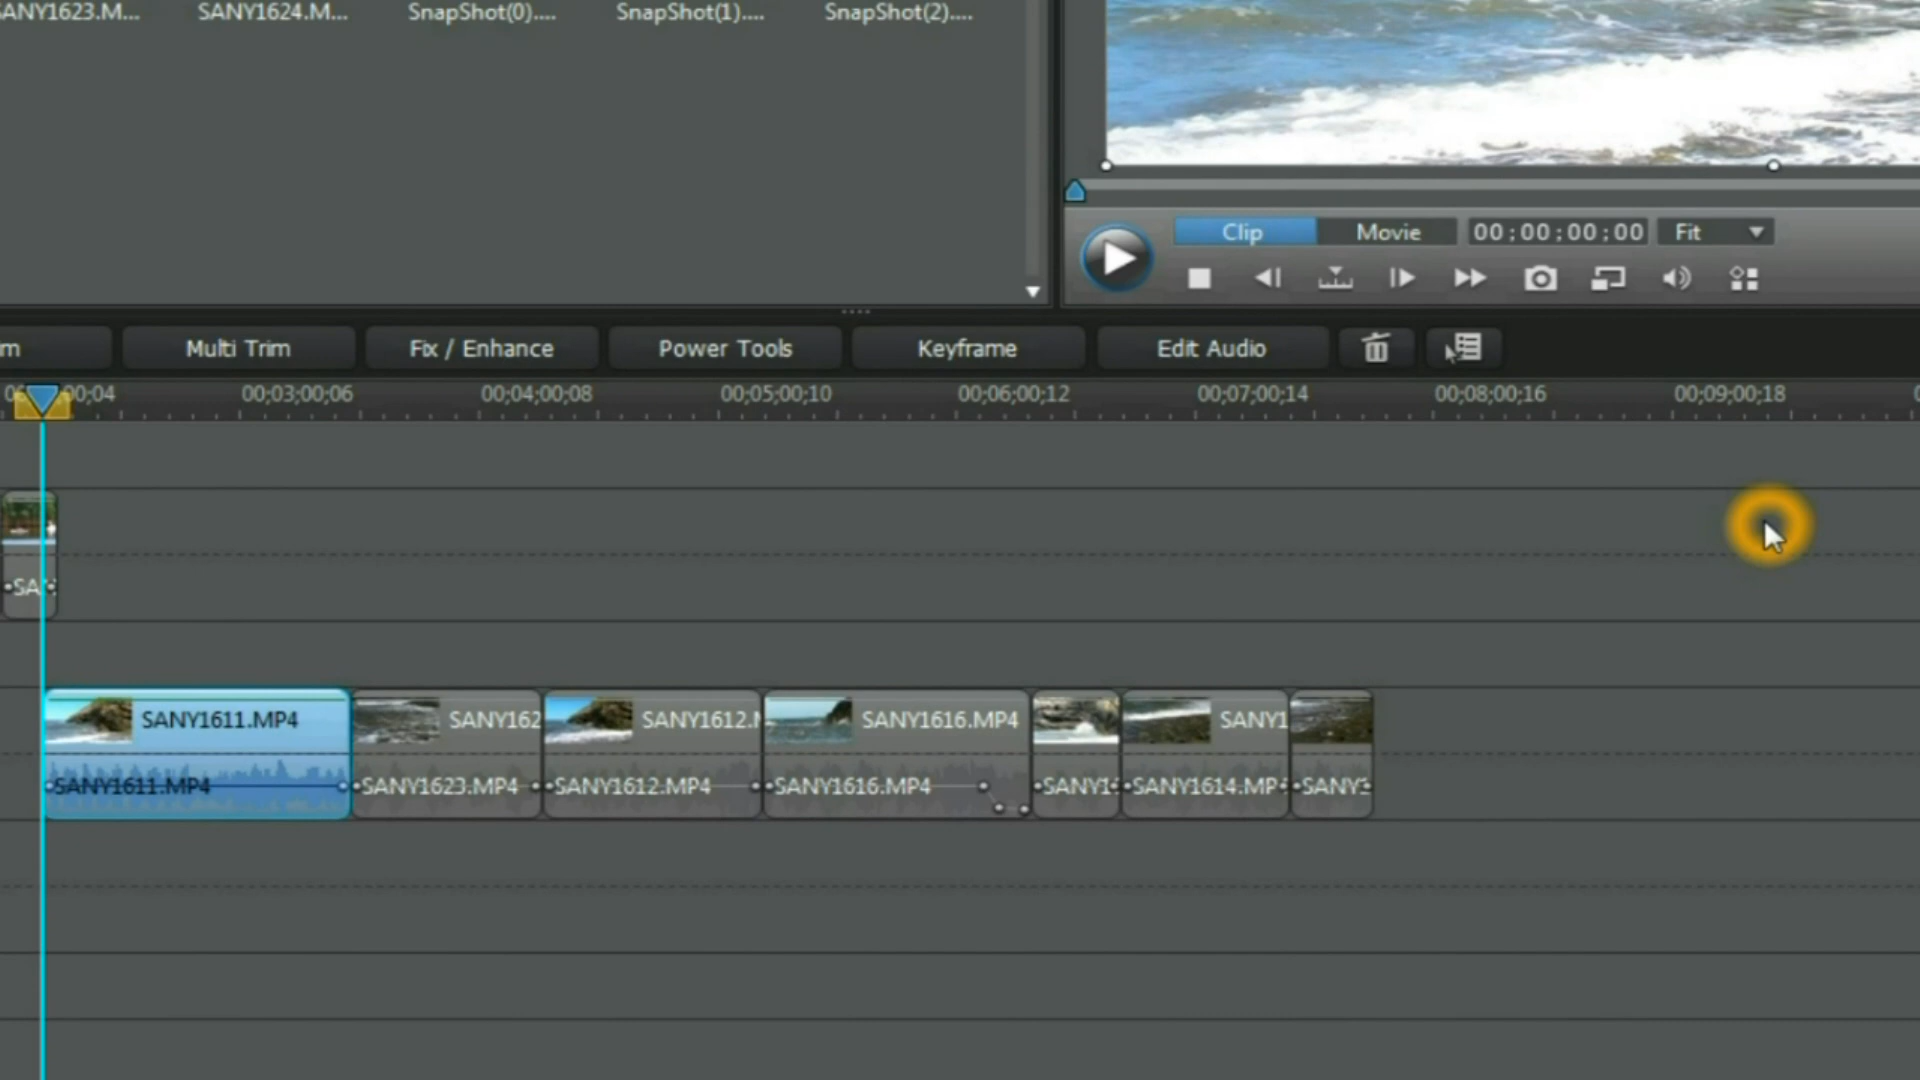 SANY1623.M... SANY1624.M... SnapShot(0).... SnapShot(1).... SnapShot(2)....
Clip Movie 00;00;00;00 Fit
m Multi Trim Fix / Enhance Power Tools Keyframe Edit Audio
00;04 00;03;00;06 00;04;00;08 00;05;00;10 00;06;00;12 00;07;00;14 00;08;00;16 00;09;00;18
SA
SANY1611.MP4 SANY162 SANY1612.M SANY1616.MP4 SANY1
SANY1611.MP4 SANY1623.MP4 SANY1612.MP4 SANY1616.MP4 SANY1 SANY1614.MP4 SANY